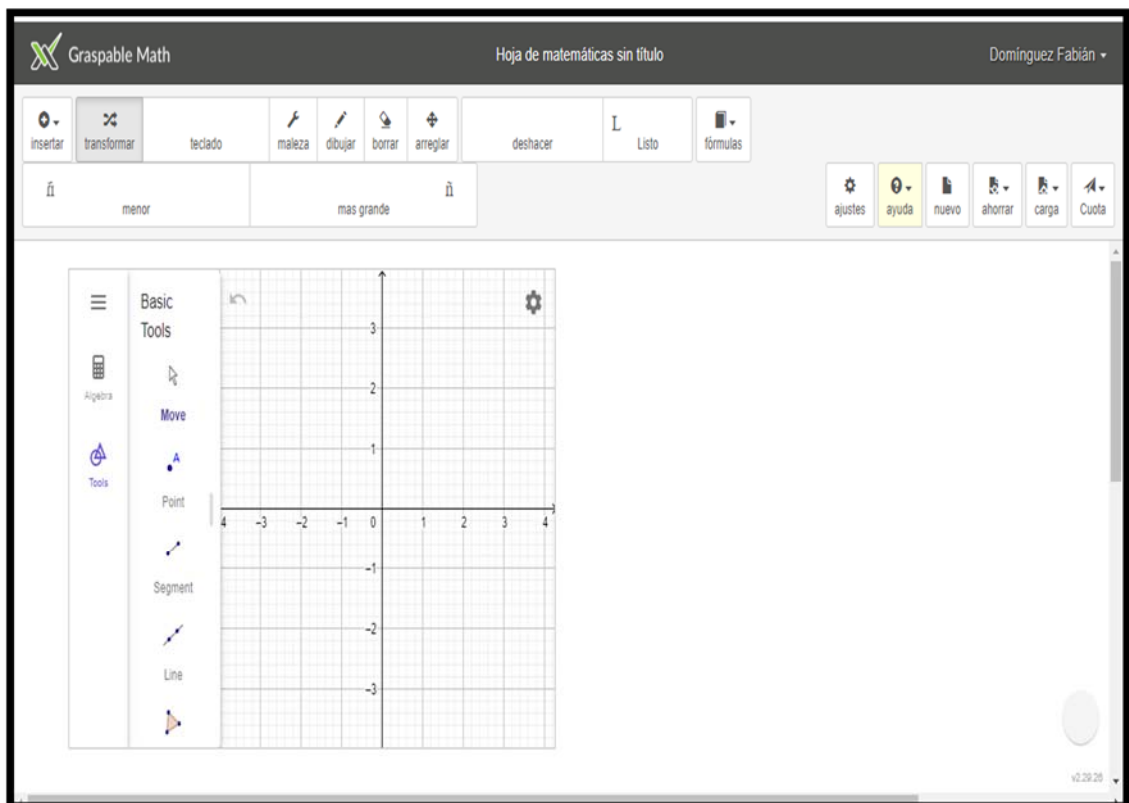 Graspable Math
Hoja de matemáticas sin título
Domínguez Fabián
insertar
transformar
teclado
maleza
dibujar
borrar
arreglar
deshacer
L
Listo
fórmulas
ń
menor
mas grande
ǹ
ajustes
ayuda
nuevo
ahorrar
carga
Cuota
Basic
Tools
Algebra
Move
A
Tools
Point
Segment
Line
3
2
1
4 -3 -2 -1 0 1 2 3 4
-1
-2
-3
v2.29.26